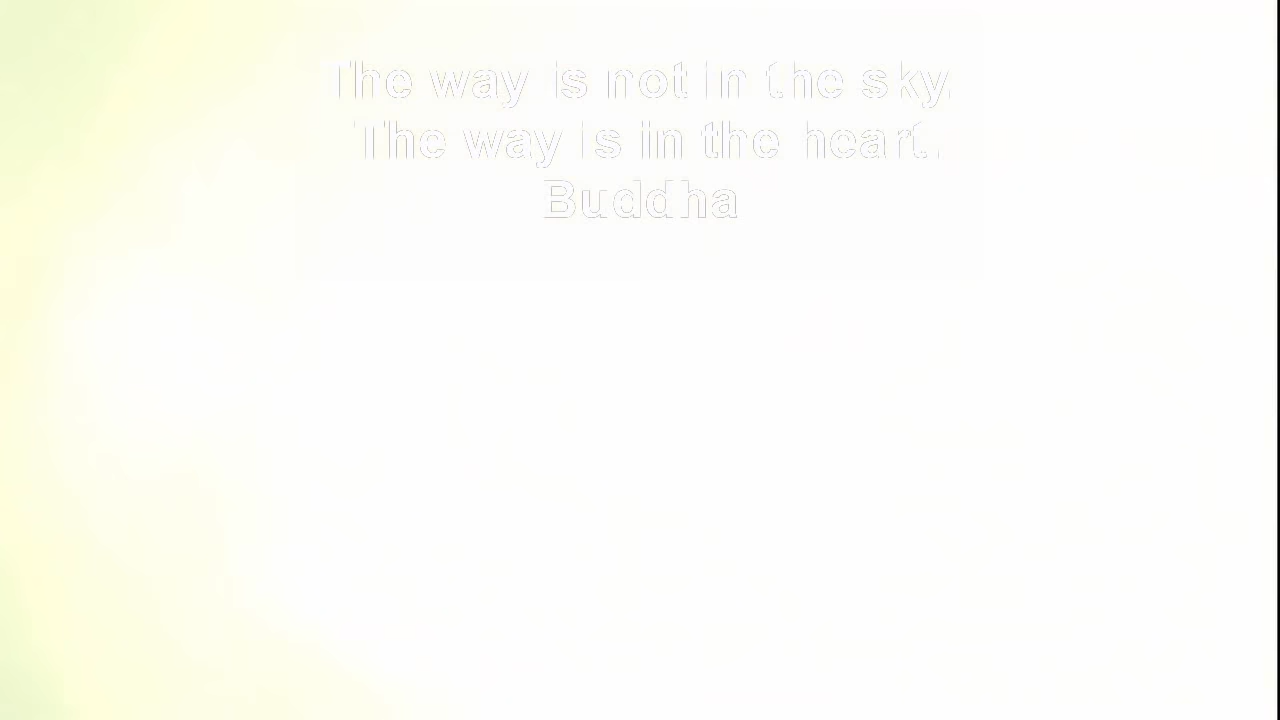 The way is not in the sky.
The way is in the heart.
Buddha